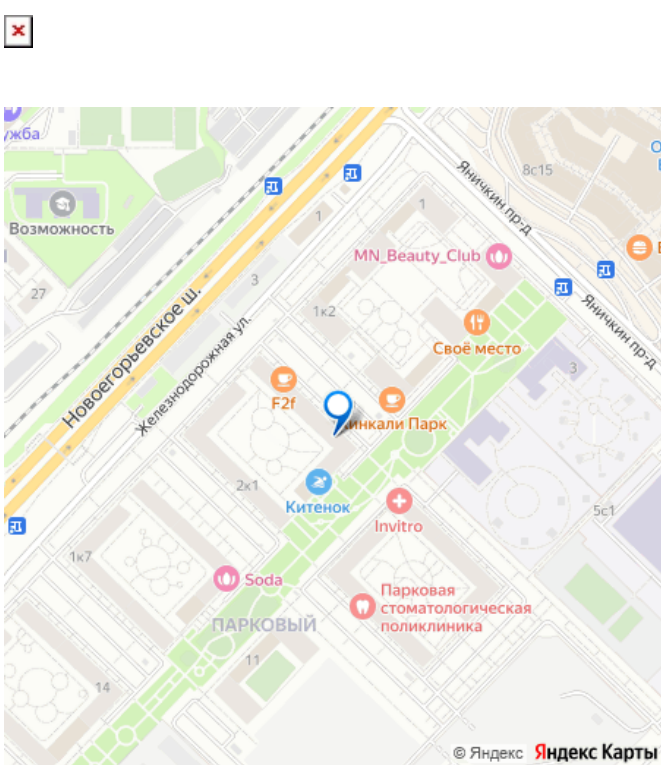 ужба
Возможность
27
Новоегорьевское ш.
Железнодорожная ул.
1
3
1к2
1
8с15
Яничкин пр-д
MN_Beauty_Club
Своё место
Яничкин пр-д
3
F2f
инкали Парк
2к1
Китенок
Invitro
5с1
1к7
Soda
Парковая
стоматологическая
поликлиника
ПАРКОВЫЙ
11
14
© Яндекс Яндекс Карты